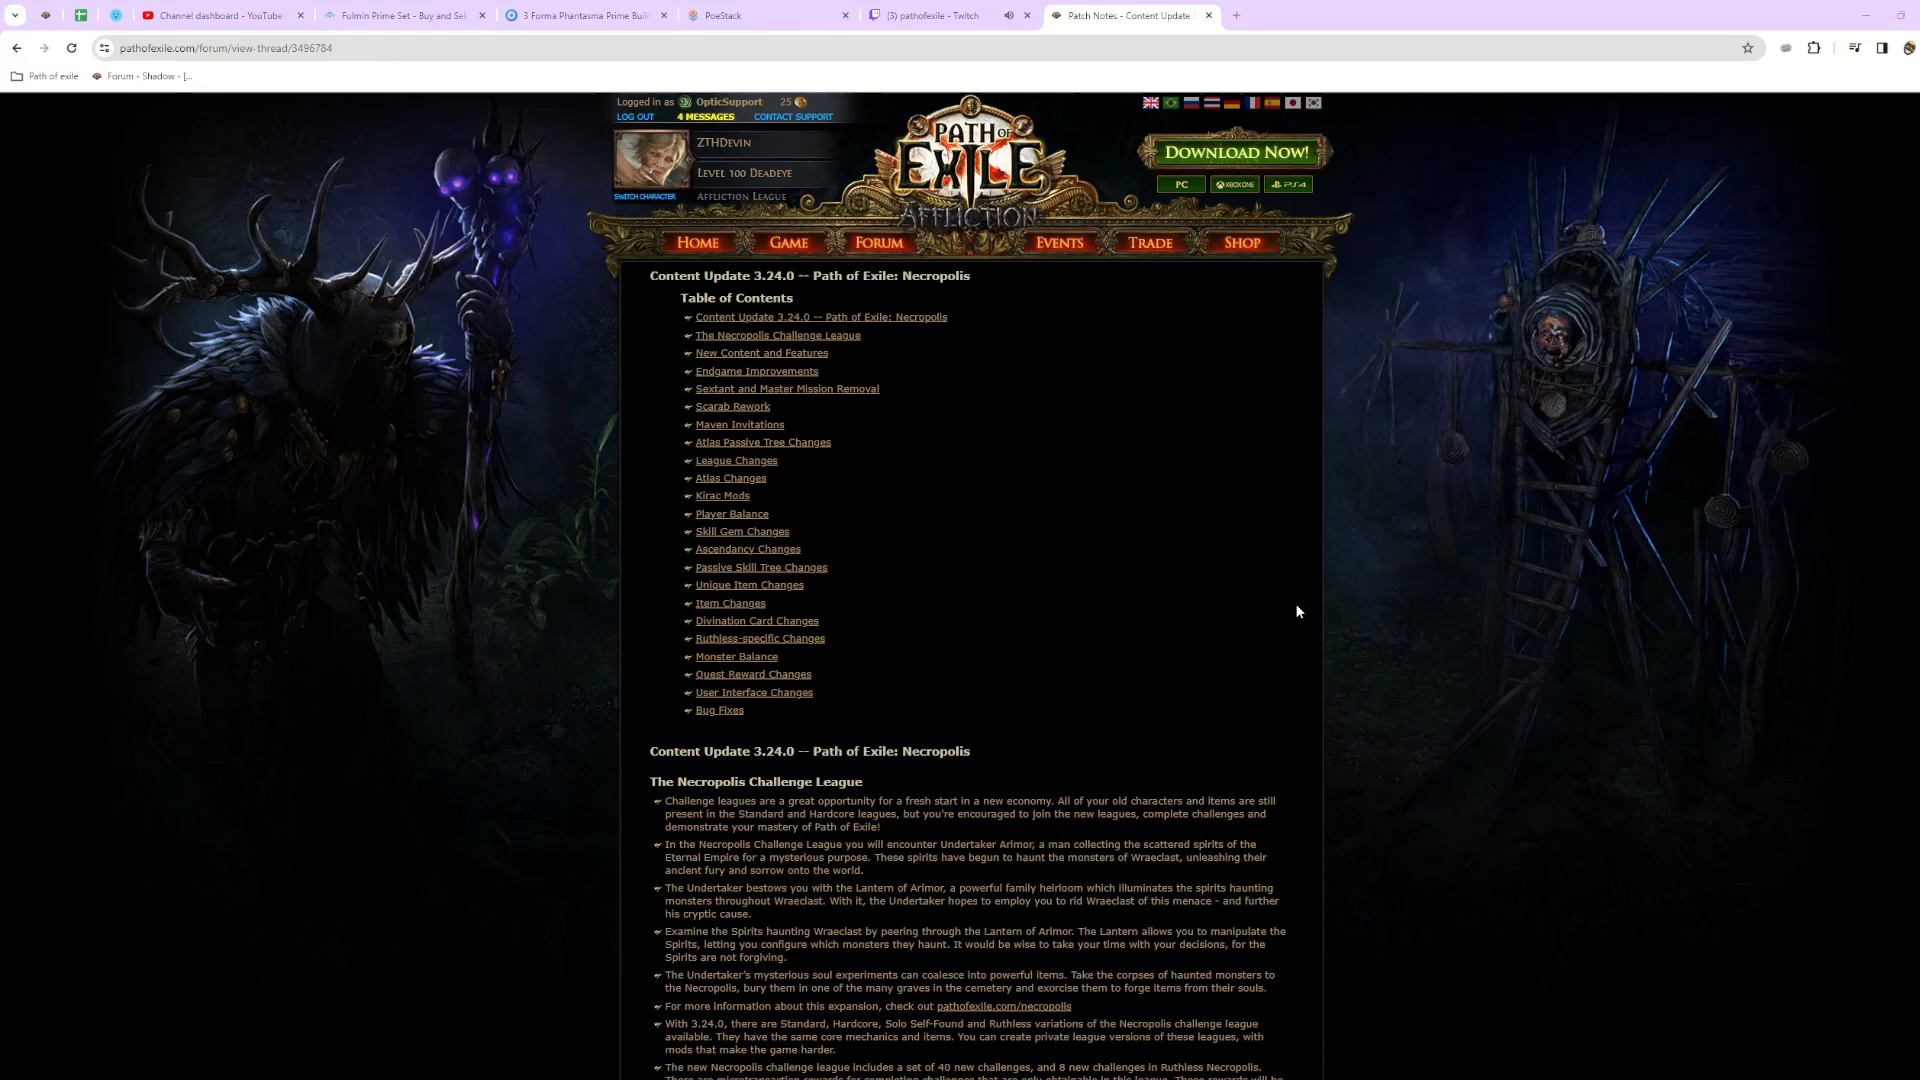 Channel dashboard - YouTube
Fulmin Prime Set - Buy and Sell
3 Forma Phantasma Prime Build
PoeStack
(3) pathofexile - Twitch
Patch Notes - Content Update
pathofexile.com/forum/view-thread/3496784
Path of exile
Forum - Shadow - [...
Logged in as OpticSupport 25
LOG OUT 4 MESSAGES CONTACT SUPPORT
ZTHDevin
Level 100 Deadeye
SWITCH CHARACTER Affliction League
PATH OF
EXILE
AFFLICTION
Download Now!
PC XBOX ONE PS4
Home Game Forum Events Trade Shop
Content Update 3.24.0 -- Path of Exile: Necropolis
Table of Contents
Content Update 3.24.0 -- Path of Exile: Necropolis
The Necropolis Challenge League
New Content and Features
Endgame Improvements
Sextant and Master Mission Removal
Scarab Rework
Maven Invitations
Atlas Passive Tree Changes
League Changes
Atlas Changes
Kirac Mods
Player Balance
Skill Gem Changes
Ascendancy Changes
Passive Skill Tree Changes
Unique Item Changes
Item Changes
Divination Card Changes
Ruthless-specific Changes
Monster Balance
Quest Reward Changes
User Interface Changes
Bug Fixes
Content Update 3.24.0 -- Path of Exile: Necropolis
The Necropolis Challenge League
Challenge leagues are a great opportunity for a fresh start in a new economy. All of your old characters and items are still
present in the Standard and Hardcore leagues, but you're encouraged to join the new leagues, complete challenges and
demonstrate your mastery of Path of Exile!
In the Necropolis Challenge League you will encounter Undertaker Arimor, a man collecting the scattered spirits of the
Eternal Empire for a mysterious purpose. These spirits have begun to haunt the monsters of Wraeclast, unleashing their
ancient fury and sorrow onto the world.
The Undertaker bestows you with the Lantern of Arimor, a powerful family heirloom which illuminates the spirits haunting
monsters throughout Wraeclast. With it, the Undertaker hopes to employ you to rid Wraeclast of this menace - and further
his cryptic cause.
Examine the Spirits haunting Wraeclast by peering through the Lantern of Arimor. The Lantern allows you to manipulate the
Spirits, letting you configure which monsters they haunt. It would be wise to take your time with your decisions, for the
Spirits are not forgiving.
The Undertaker's mysterious soul experiments can coalesce into powerful items. Take the corpses of haunted monsters to
the Necropolis, bury them in one of the many graves in the cemetery and exorcise them to forge items from their souls.
For more information about this expansion, check out pathofexile.com/necropolis
With 3.24.0, there are Standard, Hardcore, Solo Self-Found and Ruthless variations of the Necropolis challenge league
available. They have the same core mechanics and items. You can create private league versions of these leagues, with
mods that make the game harder.
The new Necropolis challenge league includes a set of 40 new challenges, and 8 new challenges in Ruthless Necropolis.
There are microtransaction rewards for completing challenges that are only obtainable in this league. These rewards will be